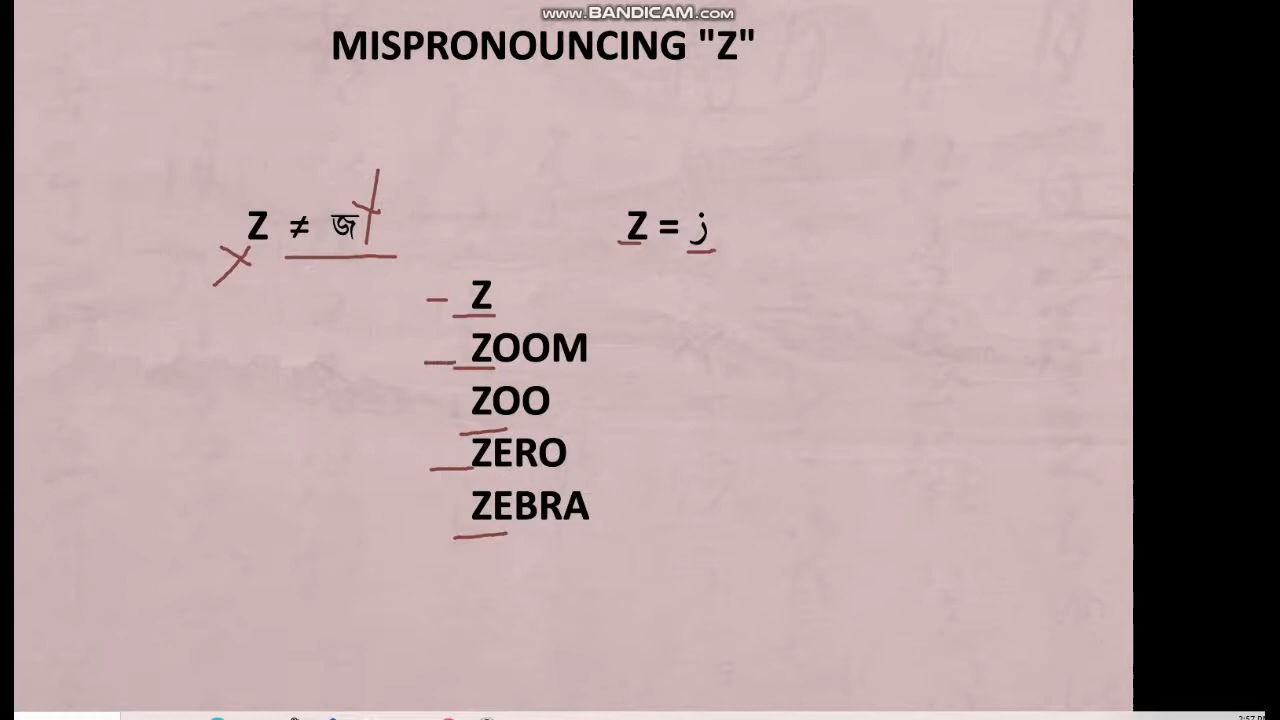 www.BANDICAM.com
MISPRONOUNCING "Z"
Z ≠ জ
Z = ز
Z
ZOOM
ZOO
ZERO
ZEBRA